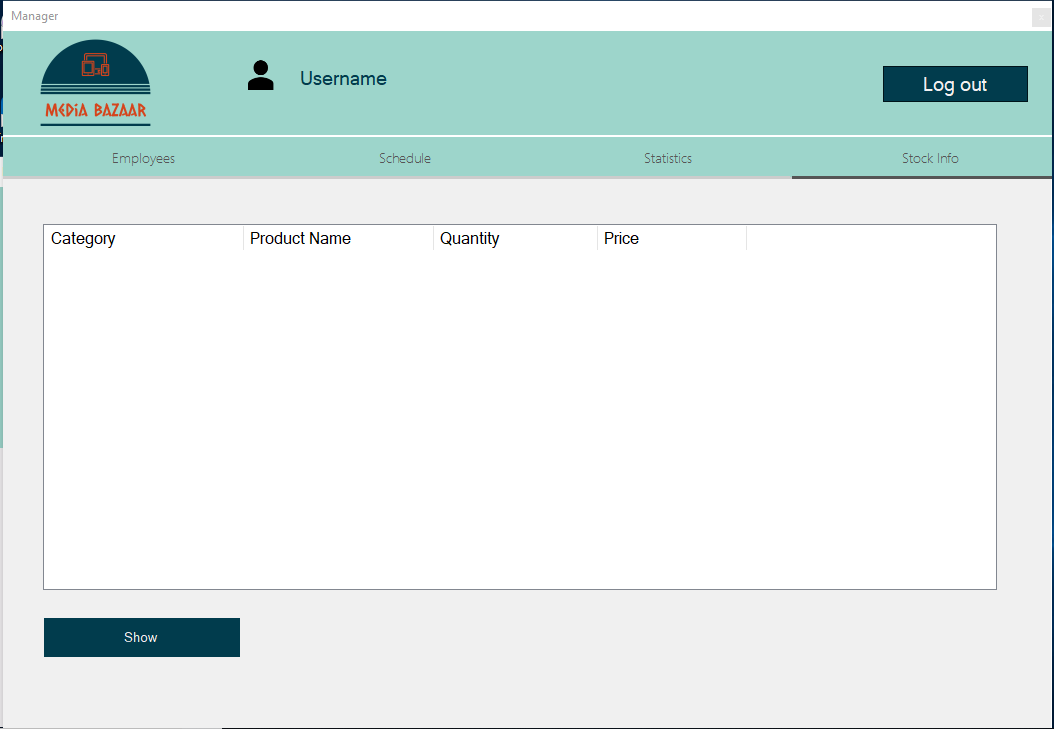 Manager
MEDiA BAZAAR
Username
Log out
Employees Schedule Statistics Stock Info
Category Product Name Quantity Price
Show